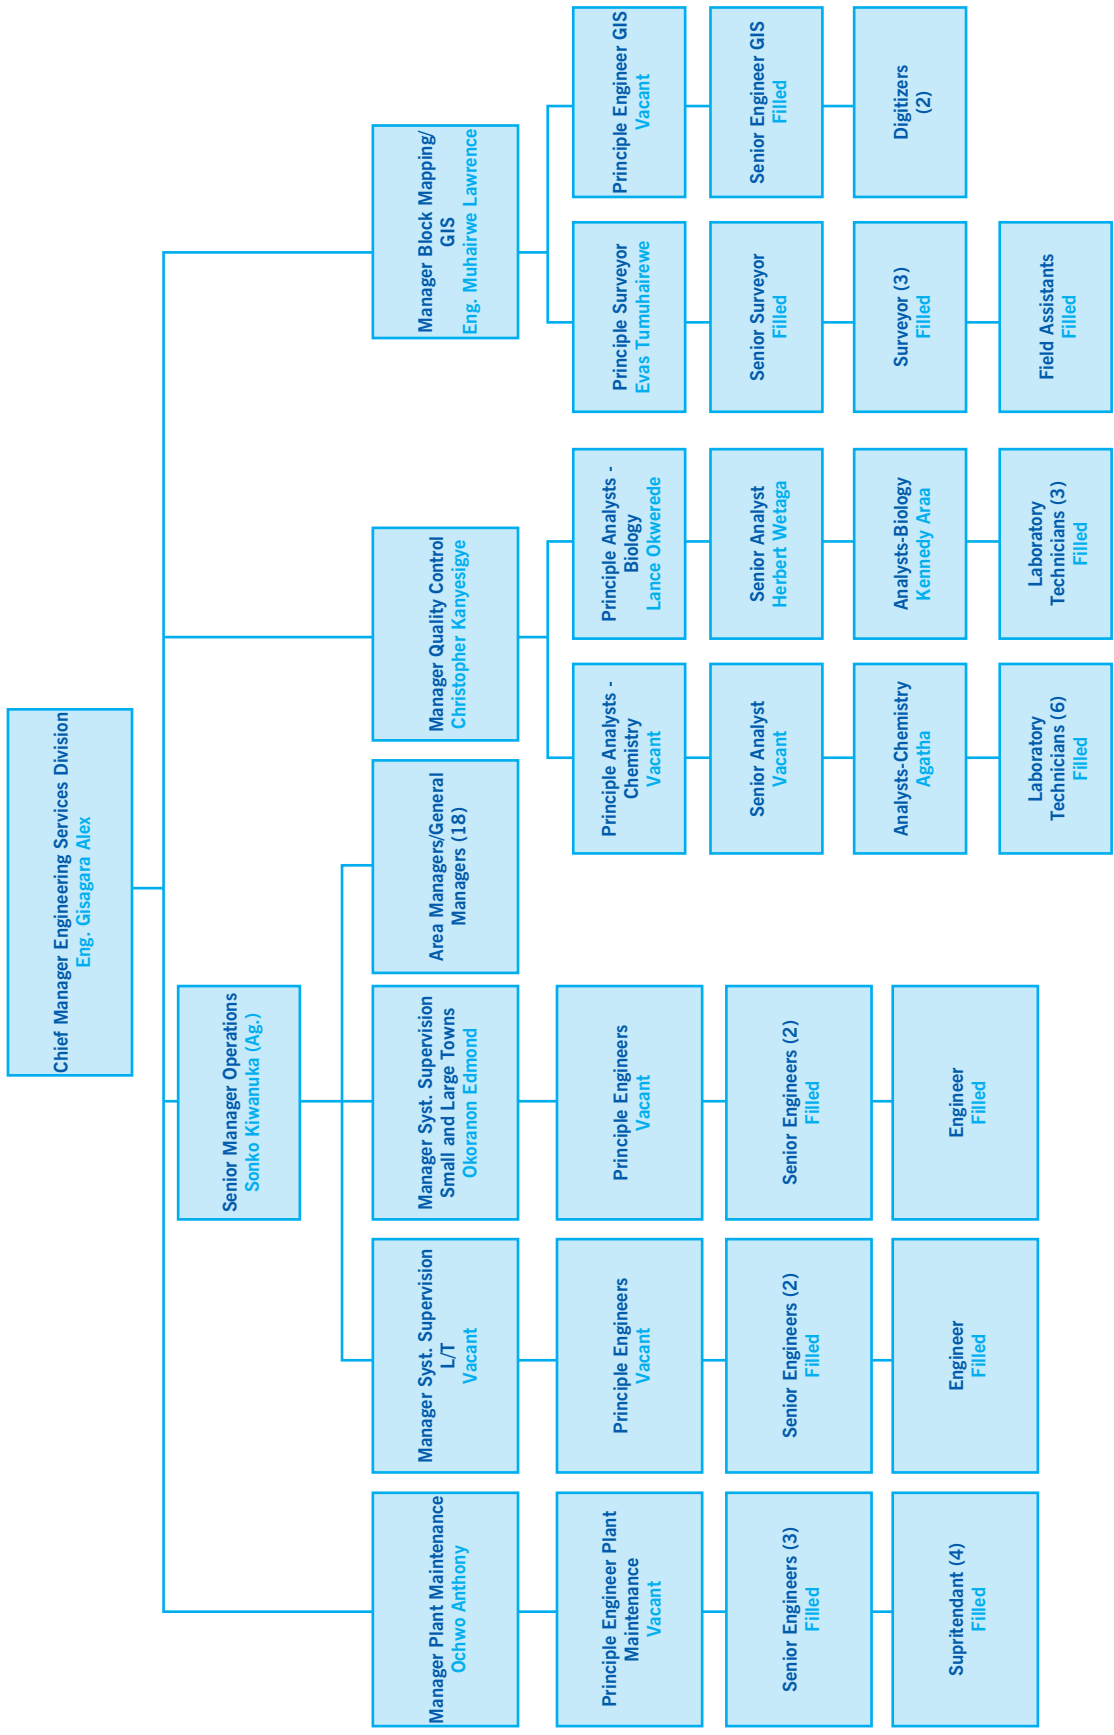 Chief Manager Engineering Services Division
Eng. Gisagara Alex
Senior Manager Operations
Sonko Kiwanuka (Ag.)
Manager Plant Maintenance
Ochwo Anthony
Manager Syst. Supervision
L/T
Vacant
Manager Syst. Supervision
Small and Large Towns
Okoranon Edmond
Area Managers/General
Managers (18)
Manager Quality Control
Christopher Kanyesigye
Manager Block Mapping/
GIS
Eng. Muhairwe Lawrence
Principle Engineer Plant
Maintenance
Vacant
Principle Engineers
Vacant
Principle Engineers
Vacant
Principle Analysts -
Chemistry
Vacant
Principle Analysts -
Biology
Lance Okwerede
Principle Surveyor
Evas Tumuhairewe
Principle Engineer GIS
Vacant
Senior Engineers (3)
Filled
Senior Engineers (2)
Filled
Senior Engineers (2)
Filled
Senior Analyst
Vacant
Senior Analyst
Herbert Wetaga
Senior Surveyor
Filled
Senior Engineer GIS
Filled
Supritendant (4)
Filled
Engineer
Filled
Engineer
Filled
Analysts-Chemistry
Agatha
Analysts-Biology
Kennedy Araa
Surveyor (3)
Filled
Digitizers
(2)
Laboratory
Technicians (6)
Filled
Laboratory
Technicians (3)
Filled
Field Assistants
Filled